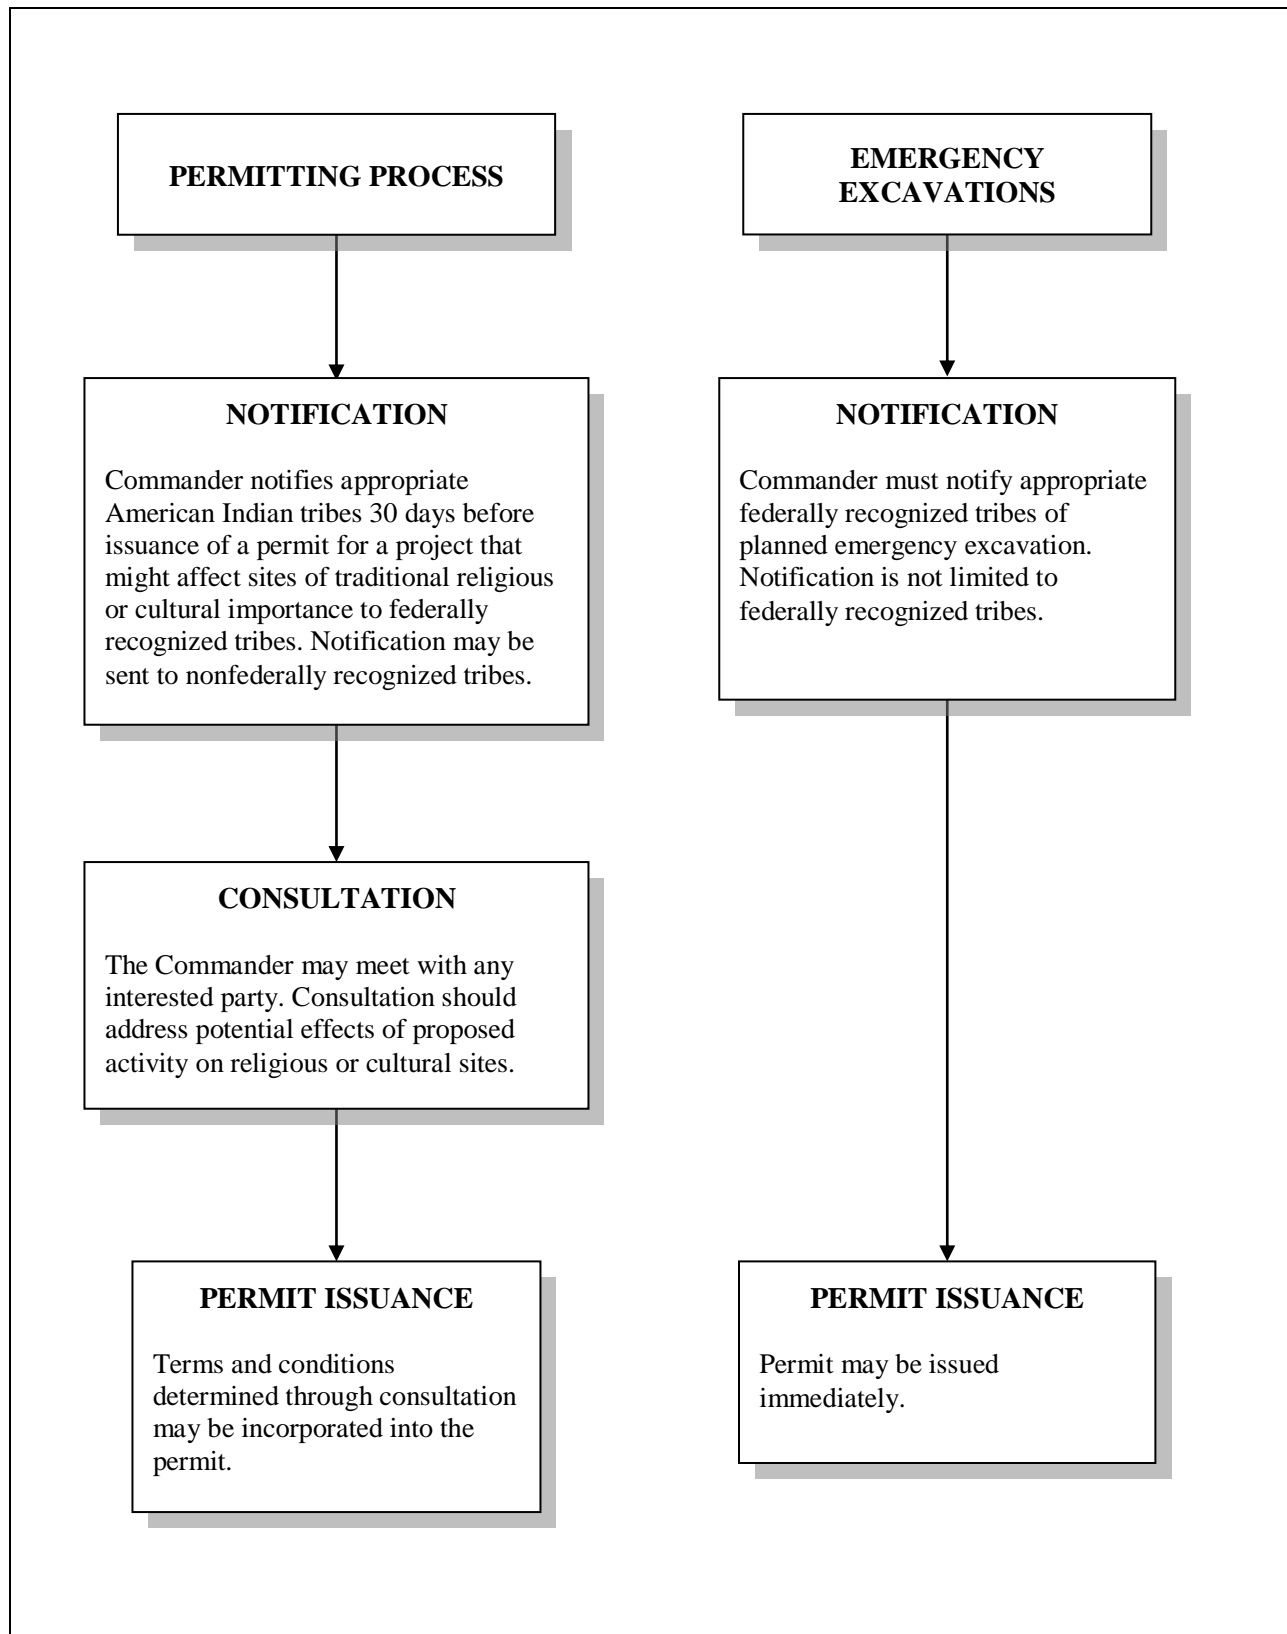 PERMITTING PROCESS
EMERGENCY
EXCAVATIONS
NOTIFICATION
Commander notifies appropriate
American Indian tribes 30 days before
issuance of a permit for a project that
might affect sites of traditional religious
or cultural importance to federally
recognized tribes. Notification may be
sent to nonfederally recognized tribes.
NOTIFICATION
Commander must notify appropriate
federally recognized tribes of
planned emergency excavation.
Notification is not limited to
federally recognized tribes.
CONSULTATION
The Commander may meet with any
interested party. Consultation should
address potential effects of proposed
activity on religious or cultural sites.
PERMIT ISSUANCE
Terms and conditions
determined through consultation
may be incorporated into the
permit.
PERMIT ISSUANCE
Permit may be issued
immediately.